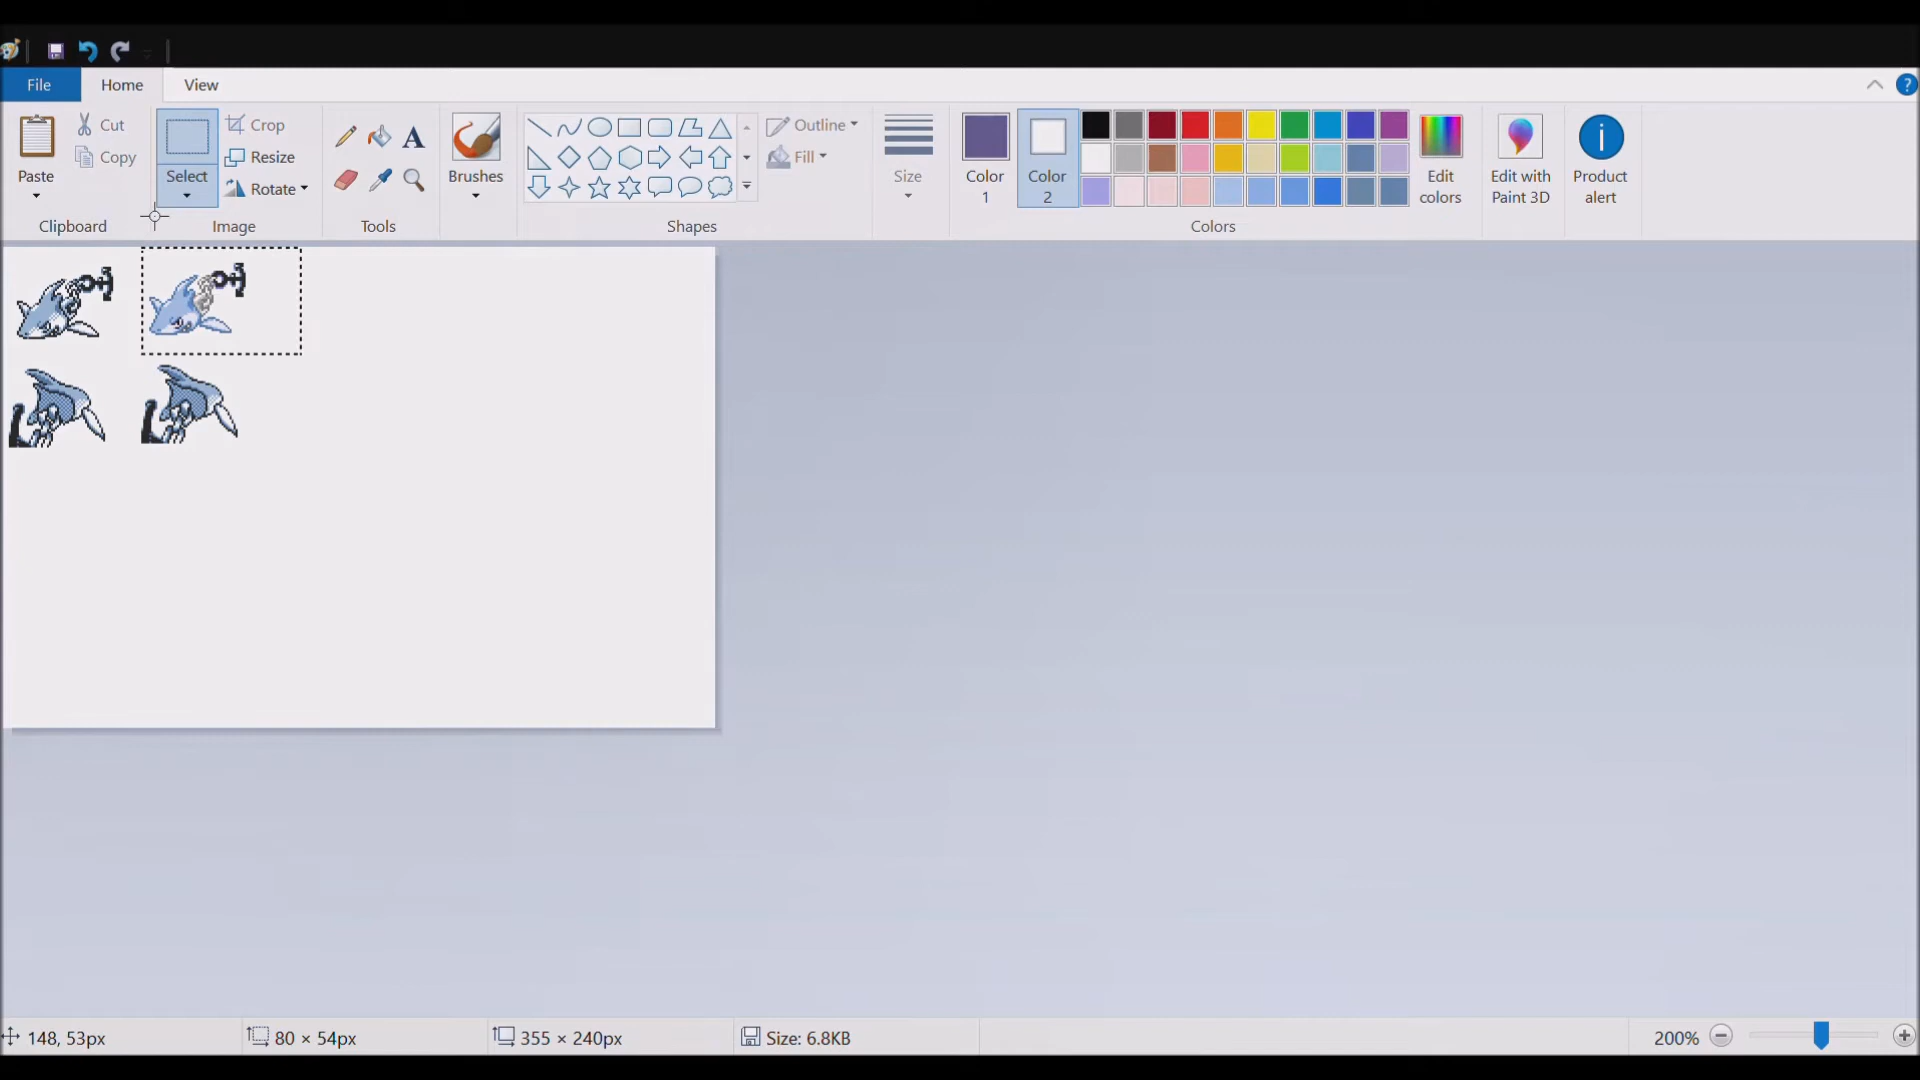 File Home View ?
Cut Crop Outline
Copy Resize Fill
Paste Select Rotate A Brushes Size Color 1 Color 2 Edit colors Edit with Paint 3D Product alert
Clipboard Image Tools Shapes Colors
148, 53px 80 × 54px 355 × 240px Size: 6.8KB 200%